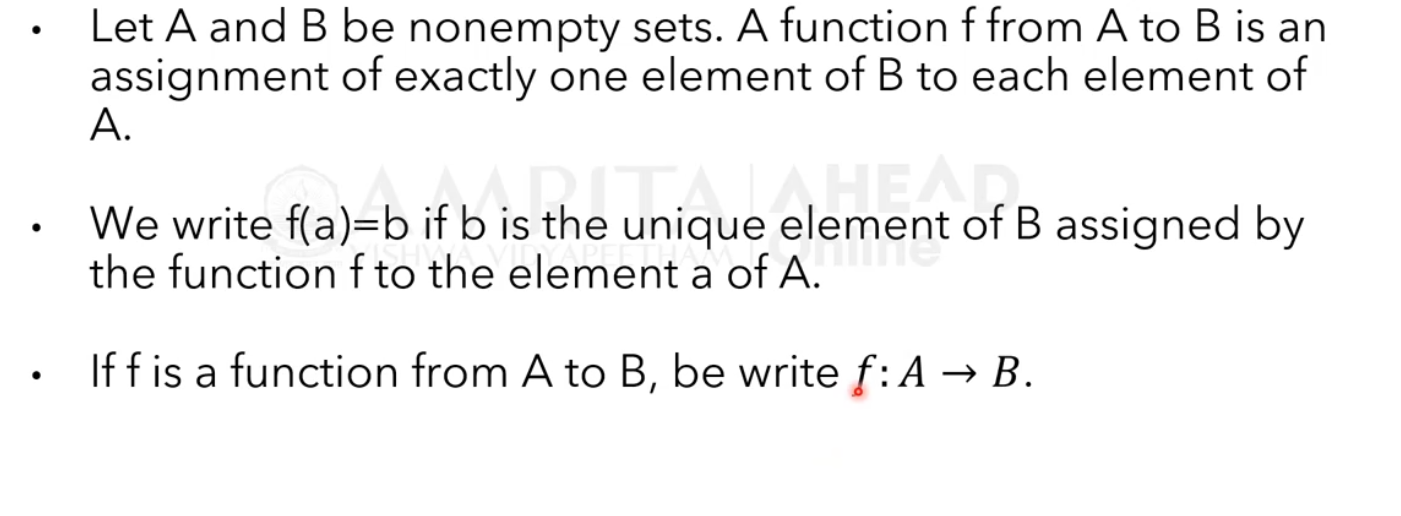 • Let A and B be nonempty sets. A function f from A to B is an
assignment of exactly one element of B to each element of
A.
AMRITA | AHEAD
VISHWA VIDYAPEETHAM | Online
• We write f(a)=b if b is the unique element of B assigned by
the function f to the element a of A.
• If f is a function from A to B, be write f: A → B.